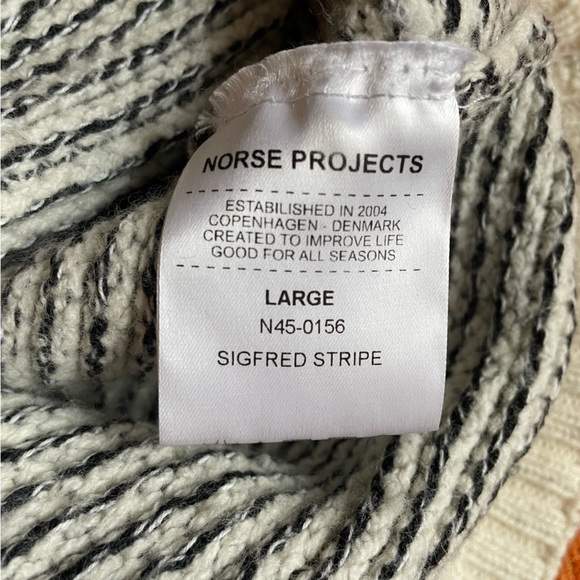 NORSE PROJECTS
ESTABILISHED IN 2004
COPENHAGEN - DENMARK
CREATED TO IMPROVE LIFE
GOOD FOR ALL SEASONS
LARGE
N45-0156
SIGFRED STRIPE